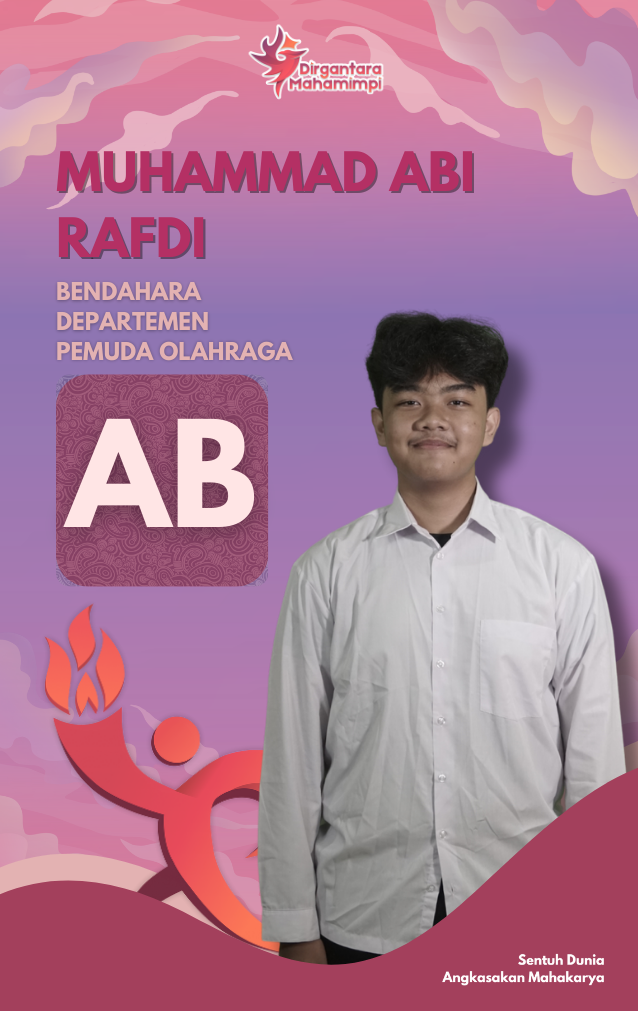 Dirgantara
Mahamimpi
MUHAMMAD ABI
RAFDI
BENDAHARA
DEPARTEMEN
PEMUDA OLAHRAGA
AB
Sentuh Dunia
Angkasakan Mahakarya